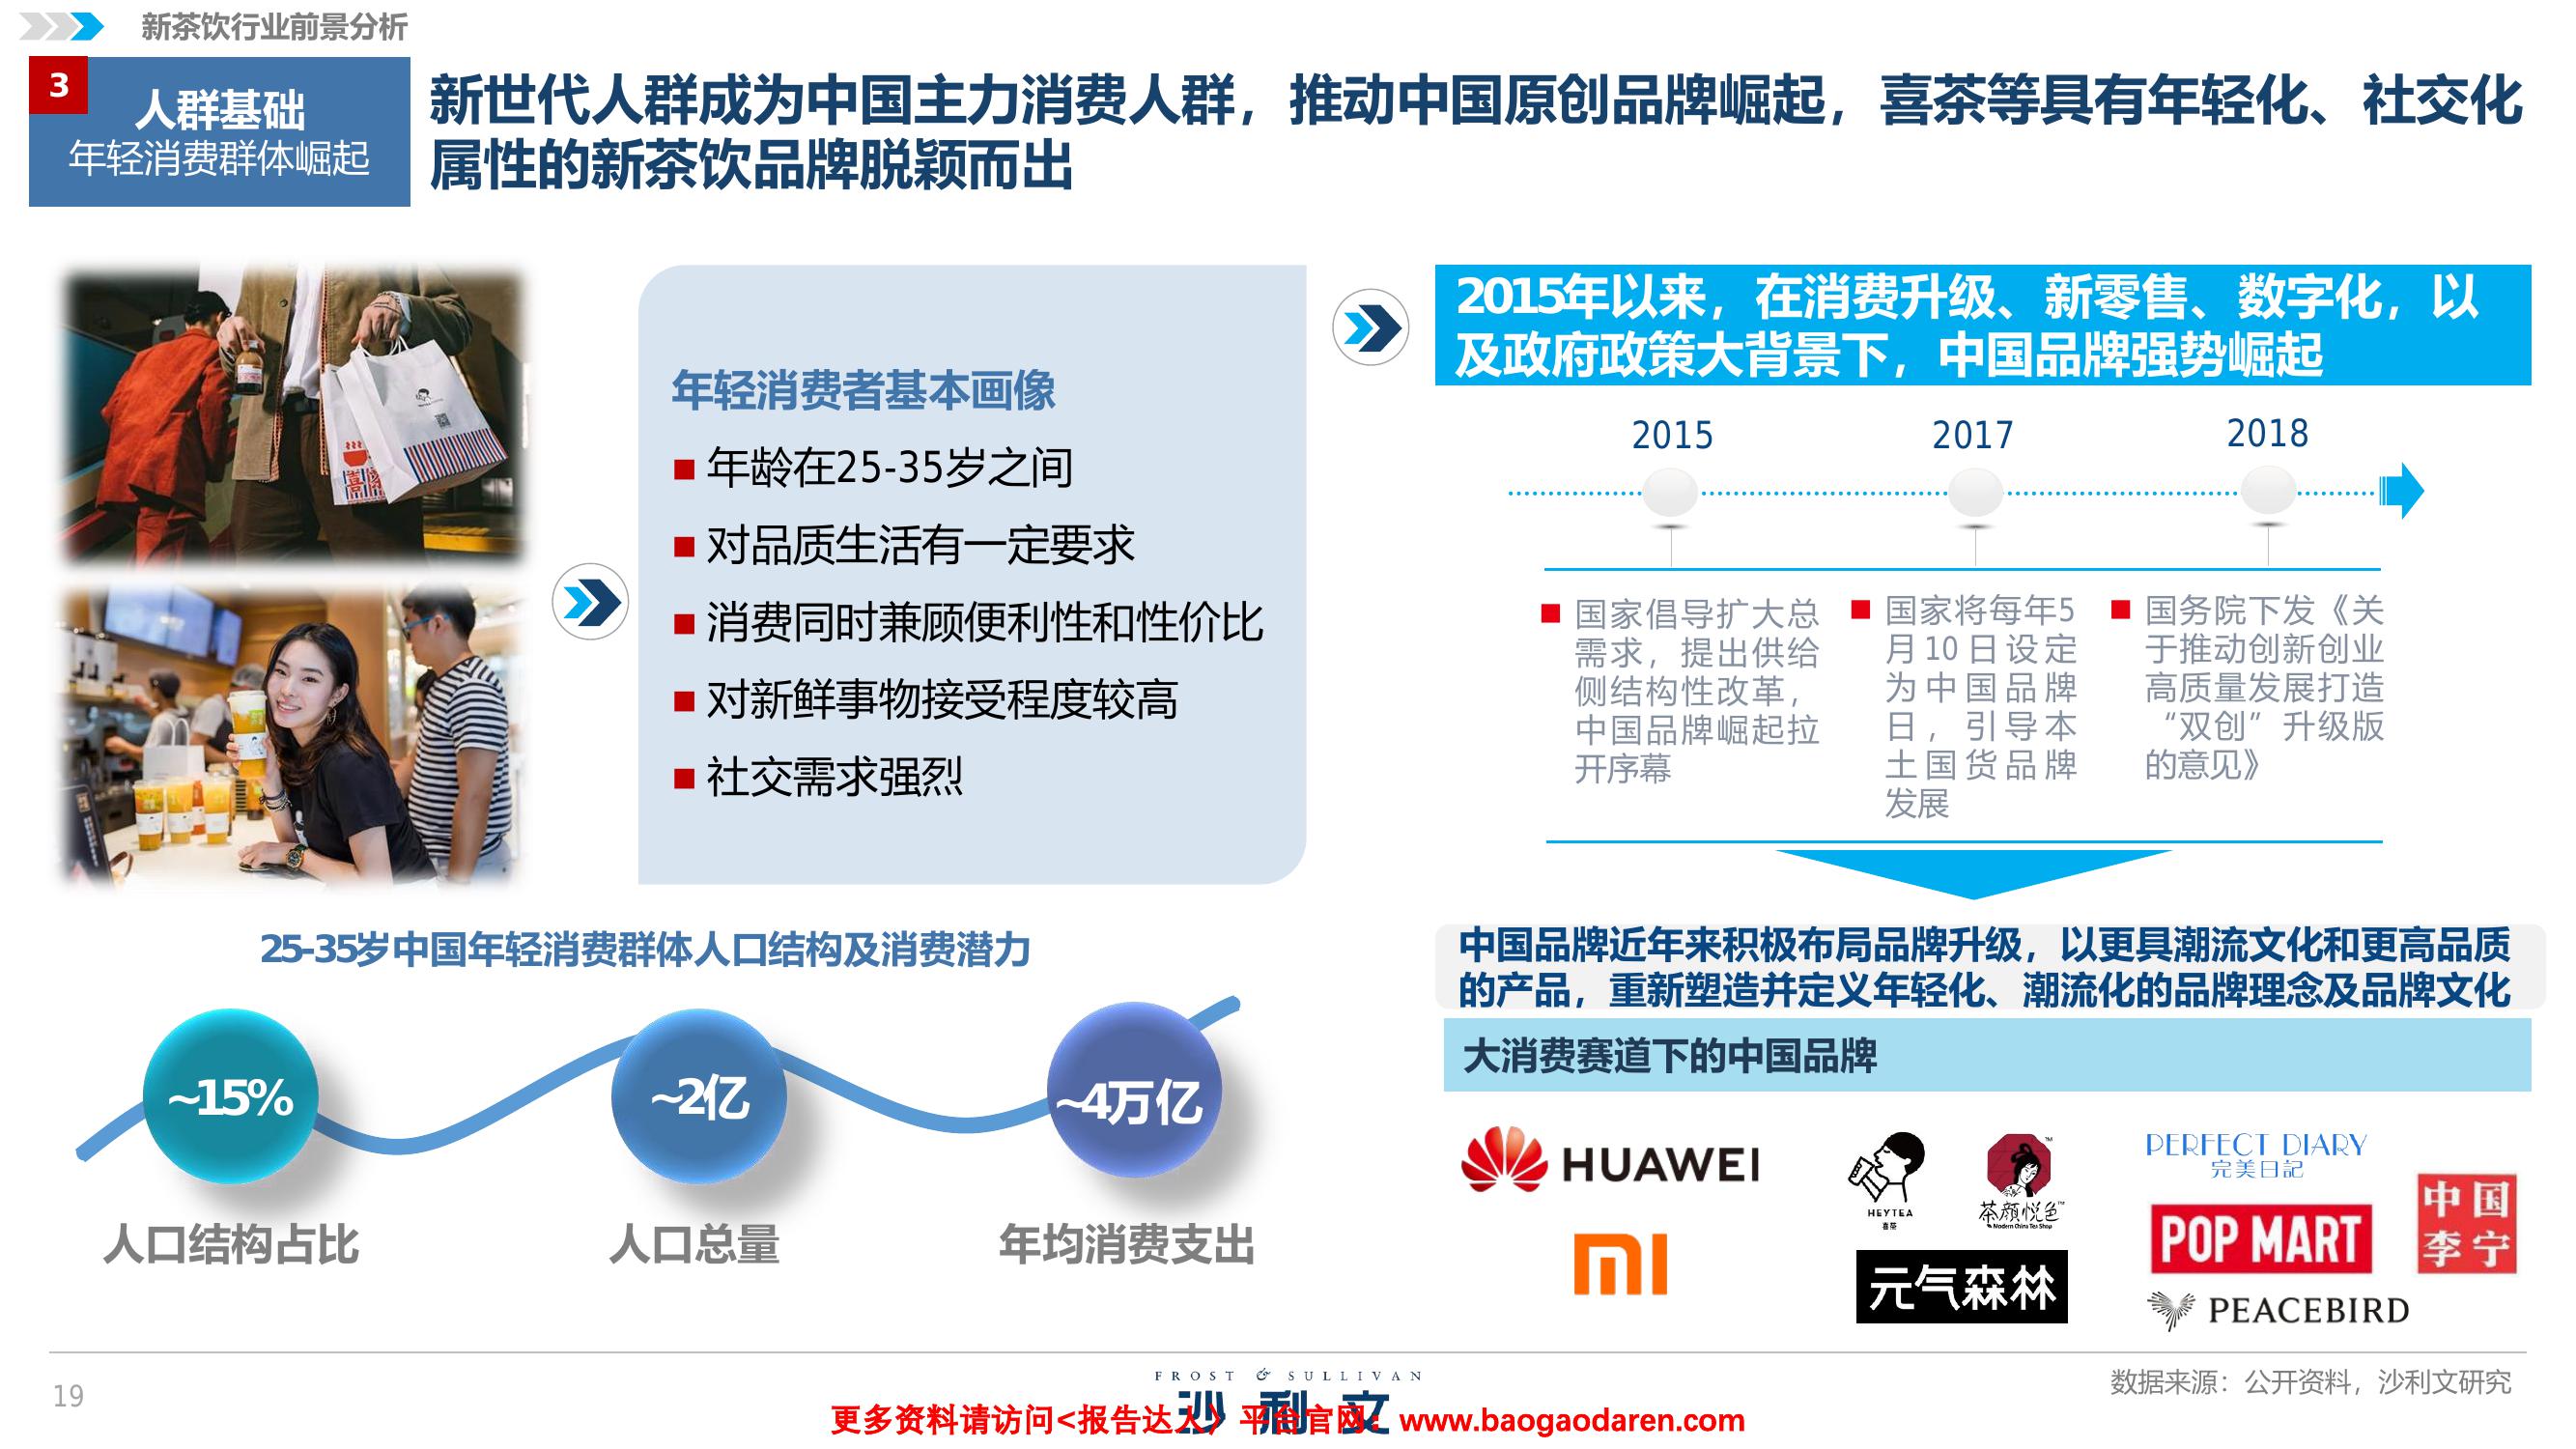 新茶饮行业前景分析
3
人群基础
年轻消费群体崛起
新世代人群成为中国主力消费人群，推动中国原创品牌崛起，喜茶等具有年轻化、社交化
属性的新茶饮品牌脱颖而出
年轻消费者基本画像
年龄在25-35岁之间
对品质生活有一定要求
消费同时兼顾便利性和性价比
对新鲜事物接受程度较高
社交需求强烈
2015年以来，在消费升级、新零售、数字化，以
及政府政策大背景下，中国品牌强势崛起
2015
2017
2018
国家倡导扩大总
需求，提出供给
侧结构性改革，
中国品牌崛起拉
开序幕
国家将每年5
月10日设定
为中国品牌
日，引导本
土国货品牌
发展
国务院下发《关
于推动创新创业
高质量发展打造
“双创”升级版
的意见》
25-35岁中国年轻消费群体人口结构及消费潜力
~15%
~2亿
~4万亿
人口结构占比
人口总量
年均消费支出
中国品牌近年来积极布局品牌升级，以更具潮流文化和更高品质
的产品，重新塑造并定义年轻化、潮流化的品牌理念及品牌文化
大消费赛道下的中国品牌
HUAWEI
HEYTEA
喜茶
茶颜悦色
Modern China Tea Shop
PERFECT DIARY
完美日記
中国
李宁
POP MART
元气森林
PEACEBIRD
19
FROST & SULLIVAN
沙利文
更多资料请访问<报告达人>平台官网：www.baogaodaren.com
数据来源：公开资料，沙利文研究